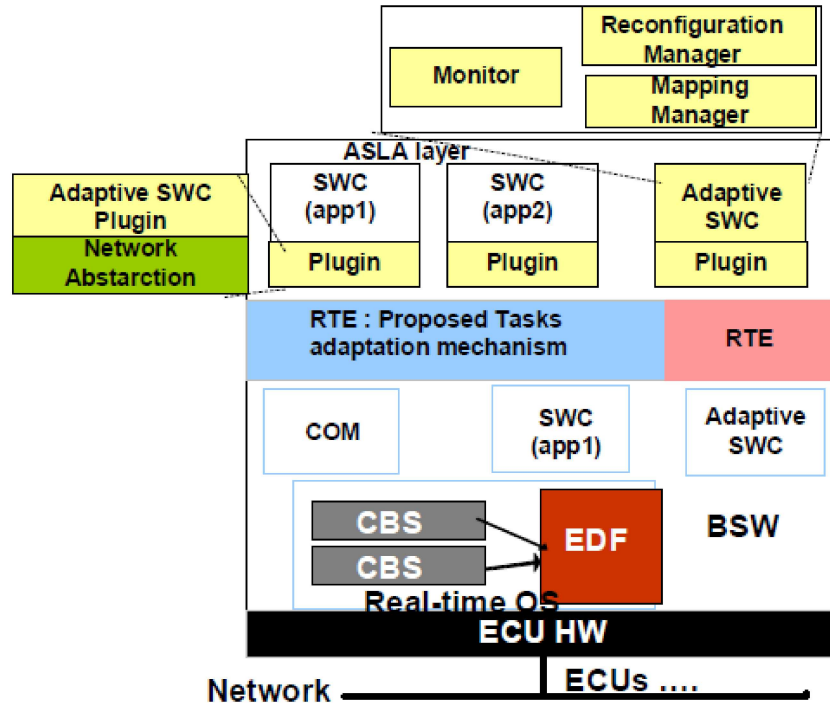 Reconfiguration
Manager
Monitor
Mapping
Manager
ASLA layer
Adaptive SWC
Plugin
Network
Abstarction
SWC
(app1)
Plugin
SWC
(app2)
Plugin
Adaptive
SWC
Plugin
RTE : Proposed Tasks
adaptation mechanism
RTE
COM
SWC
(app1)
Adaptive
SWC
CBS
CBS
EDF
BSW
Real-time OS
ECU HW
Network
ECUs ....